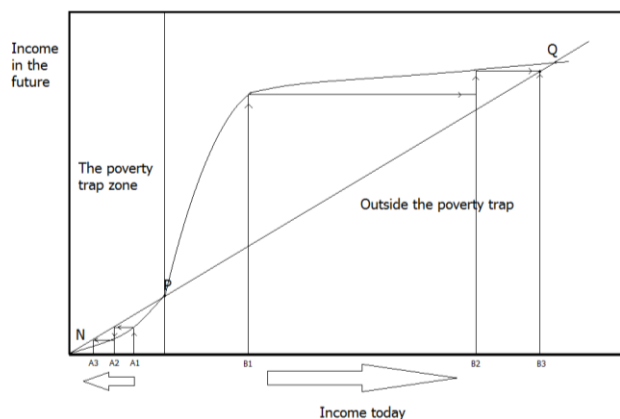 Income
in the
future
Q
The poverty
trap zone
Outside the poverty trap
P
N
A3 A2 A1 B1 B2 B3
Income today